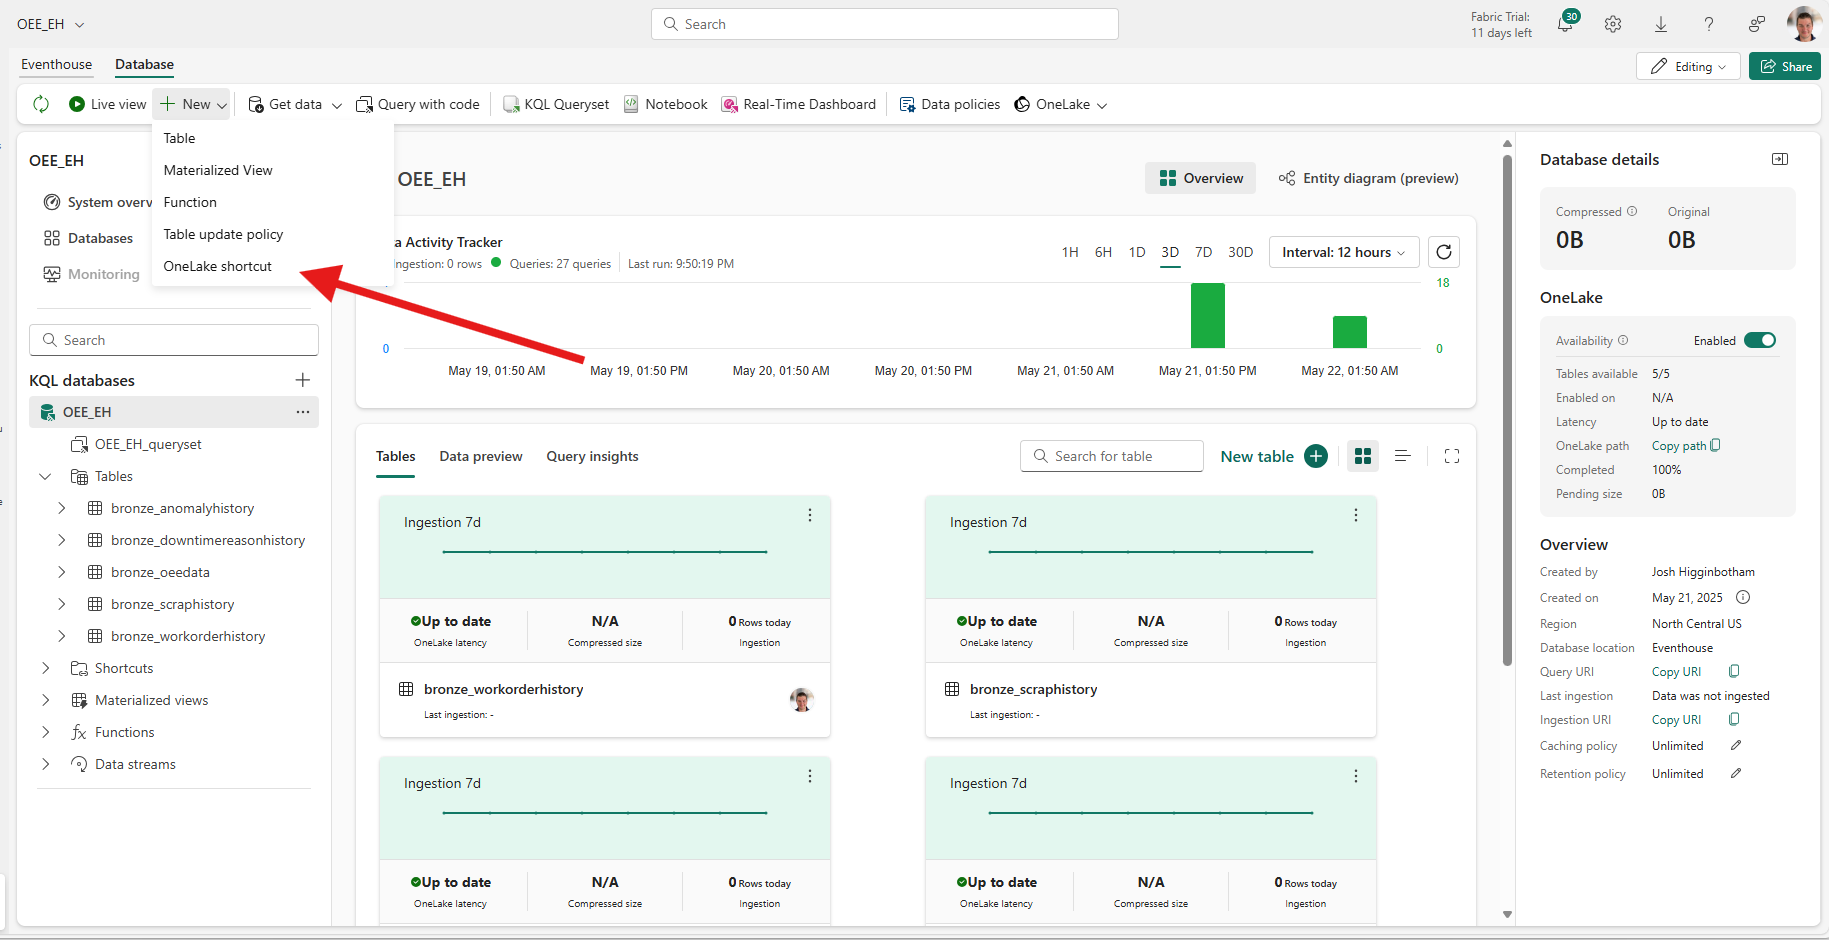 OEE_EH
Search
Fabric Trial:
11 days left
30
Eventhouse
Database
Editing
Share
Live view
New
Get data
Query with code
KQL Queryset
Notebook
Real-Time Dashboard
Data policies
OneLake
Table
Materialized View
Function
Table update policy
OneLake shortcut
OEE_EH
System overv
Databases
Monitoring
Search
KQL databases
OEE_EH
OEE_EH_queryset
Tables
bronze_anomalyhistory
bronze_downtimereasonhistory
bronze_oeedata
bronze_scraphistory
bronze_workorderhistory
Shortcuts
Materialized views
Functions
Data streams
OEE_EH
Overview
Entity diagram (preview)
a Activity Tracker
ngestion: 0 rows
Queries: 27 queries
Last run: 9:50:19 PM
1H
6H
1D
3D
7D
30D
Interval: 12 hours
18
0
0
May 19, 01:50 AM
May 19, 01:50 PM
May 20, 01:50 AM
May 20, 01:50 PM
May 21, 01:50 AM
May 21, 01:50 PM
May 22, 01:50 AM
Tables
Data preview
Query insights
Search for table
New table
Ingestion 7d
Up to date
OneLake latency
N/A
Compressed size
0 Rows today
Ingestion
bronze_workorderhistory
Last ingestion: -
Ingestion 7d
Up to date
OneLake latency
N/A
Compressed size
0 Rows today
Ingestion
bronze_scraphistory
Last ingestion: -
Ingestion 7d
Up to date
OneLake latency
N/A
Compressed size
0 Rows today
Ingestion
Ingestion 7d
Up to date
OneLake latency
N/A
Compressed size
0 Rows today
Ingestion
Database details
Compressed
0B
Original
0B
OneLake
Availability
Enabled
Tables available 5/5
Enabled on N/A
Latency Up to date
OneLake path Copy path
Completed 100%
Pending size 0B
Overview
Created by Josh Higginbotham
Created on May 21, 2025
Region North Central US
Database location Eventhouse
Query URI Copy URI
Last ingestion Data was not ingested
Ingestion URI Copy URI
Caching policy Unlimited
Retention policy Unlimited